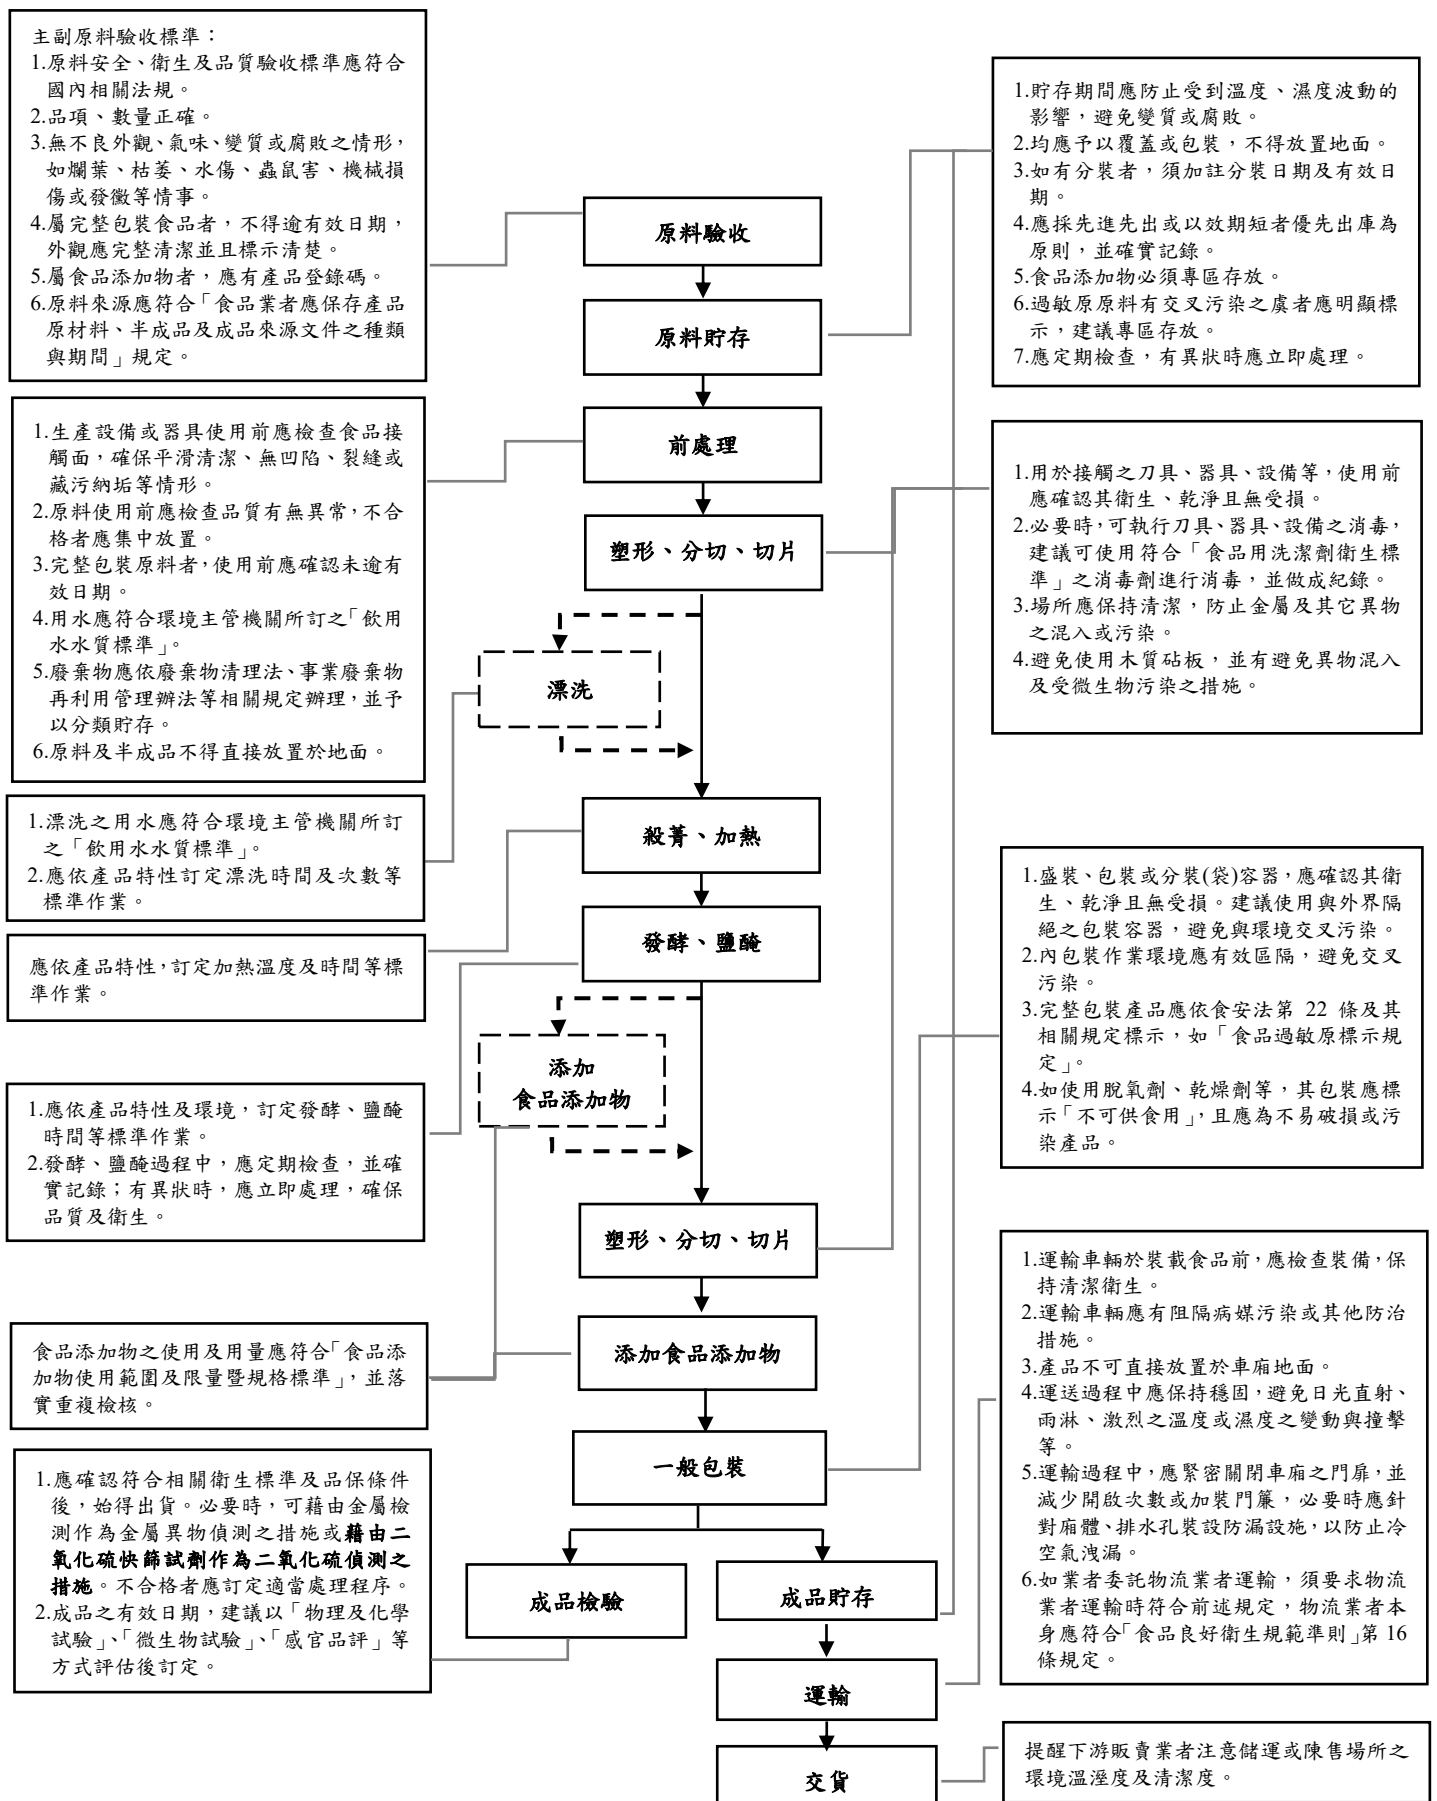 主副原料驗收標準：
1.原料安全、衛生及品質驗收標準應符合
國內相關法規。
2.品項、數量正確。
3.無不良外觀、氣味、變質或腐敗之情形，
如爛葉、枯萎、水傷、蟲鼠害、機械損
傷或發黴等情事。
4.屬完整包裝食品者，不得逾有效日期，
外觀應完整清潔並且標示清楚。
5.屬食品添加物者，應有產品登錄碼。
6.原料來源應符合「食品業者應保存產品
原材料、半成品及成品來源文件之種類
與期間」規定。
1.生產設備或器具使用前應檢查食品接
觸面，確保平滑清潔、無凹陷、裂縫或
藏污納垢等情形。
2.原料使用前應檢查品質有無異常，不合
格者應集中放置。
3.完整包裝原料者，使用前應確認未逾有
效日期。
4.用水應符合環境主管機關所訂之「飲用
水水質標準」。
5.廢棄物應依廢棄物清理法、事業廢棄物
再利用管理辦法等相關規定辦理，並予
以分類貯存。
6.原料及半成品不得直接放置於地面。
1.漂洗之用水應符合環境主管機關所訂
之「飲用水水質標準」。
2.應依產品特性訂定漂洗時間及次數等
標準作業。
應依產品特性，訂定加熱溫度及時間等標
準作業。
1.應依產品特性及環境，訂定發酵、鹽醃
時間等標準作業。
2.發酵、鹽醃過程中，應定期檢查，並確
實記錄；有異狀時，應立即處理，確保
品質及衛生。
食品添加物之使用及用量應符合「食品添
加物使用範圍及限量暨規格標準」，並落
實重複檢核。
1.應確認符合相關衛生標準及品保條件
後，始得出貨。必要時，可藉由金屬檢
測作為金屬異物偵測之措施或藉由二
氧化硫快篩試劑作為二氧化硫偵測之
措施。不合格者應訂定適當處理程序。
2.成品之有效日期，建議以「物理及化學
試驗」、「微生物試驗」、「感官品評」等
方式評估後訂定。
原料驗收
原料貯存
前處理
塑形、分切、切片
漂洗
殺菁、加熱
發酵、鹽醃
添加
食品添加物
塑形、分切、切片
添加食品添加物
一般包裝
成品檢驗
成品貯存
運輸
交貨
1.貯存期間應防止受到溫度、濕度波動的
影響，避免變質或腐敗。
2.均應予以覆蓋或包裝，不得放置地面。
3.如有分裝者，須加註分裝日期及有效日
期。
4.應採先進先出或以效期短者優先出庫為
原則，並確實記錄。
5.食品添加物必須專區存放。
6.過敏原原料有交叉污染之虞者應明顯標
示，建議專區存放。
7.應定期檢查，有異狀時應立即處理。
1.用於接觸之刀具、器具、設備等，使用前
應確認其衛生、乾淨且無受損。
2.必要時，可執行刀具、器具、設備之消毒，
建議可使用符合「食品用洗潔劑衛生標
準」之消毒劑進行消毒，並做成紀錄。
3.場所應保持清潔，防止金屬及其它異物
之混入或污染。
4.避免使用木質砧板，並有避免異物混入
及受微生物污染之措施。
1.盛裝、包裝或分裝(袋)容器，應確認其衛
生、乾淨且無受損。建議使用與外界隔
絕之包裝容器，避免與環境交叉污染。
2.內包裝作業環境應有效區隔，避免交叉
污染。
3.完整包裝產品應依食安法第 22 條及其
相關規定標示，如「食品過敏原標示規
定」。
4.如使用脫氧劑、乾燥劑等，其包裝應標
示「不可供食用」，且應為不易破損或污
染產品。
1.運輸車輛於裝載食品前，應檢查裝備，保
持清潔衛生。
2.運輸車輛應有阻隔病媒污染或其他防治
措施。
3.產品不可直接放置於車廂地面。
4.運送過程中應保持穩固，避免日光直射、
雨淋、激烈之溫度或濕度之變動與撞擊
等。
5.運輸過程中，應緊密關閉車廂之門扉，並
減少開啟次數或加裝門簾，必要時應針
對廂體、排水孔裝設防漏設施，以防止冷
空氣洩漏。
6.如業者委託物流業者運輸，須要求物流
業者運輸時符合前述規定，物流業者本
身應符合「食品良好衛生規範準則」第 16
條規定。
提醒下游販賣業者注意儲運或陳售場所之
環境溫溼度及清潔度。